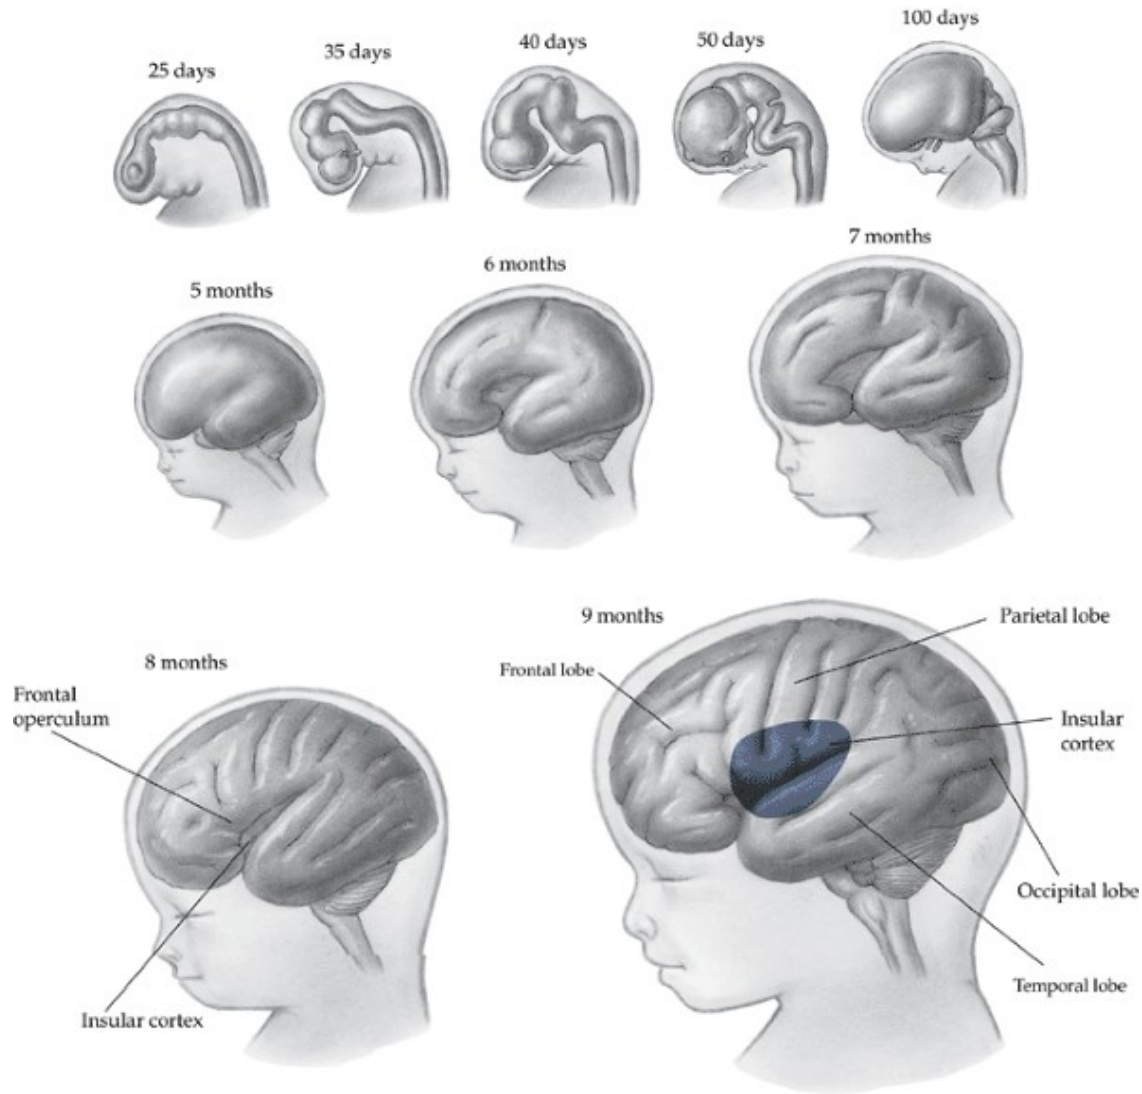 25 days
35 days
40 days
50 days
100 days
5 months
6 months
7 months
8 months
Frontal
operculum
Insular cortex
9 months
Frontal lobe
Parietal lobe
Insular
cortex
Occipital lobe
Temporal lobe